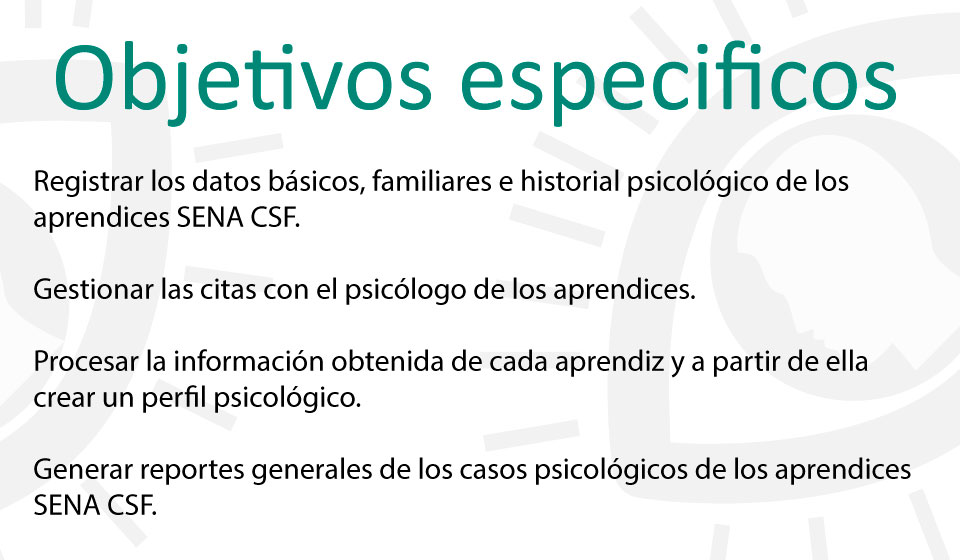 Objetivos especificos
Registrar los datos básicos, familiares e historial psicológico de los
aprendices SENA CSF.
Gestionar las citas con el psicólogo de los aprendices.
Procesar la información obtenida de cada aprendiz y a partir de ella
crear un perfil psicológico.
Generar reportes generales de los casos psicológicos de los aprendices
SENA CSF.